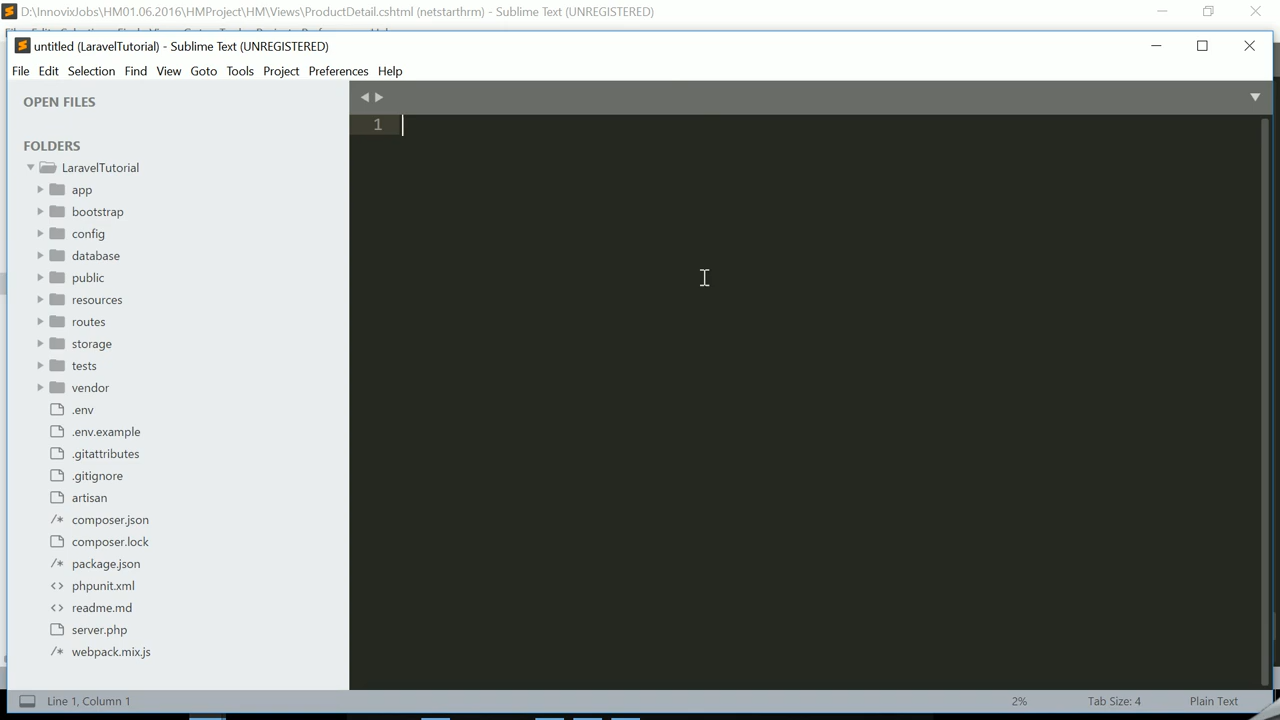 D:\InnovixJobs\HM01.06.2016\HMProject\HM\Views\ProductDetail.cshtml (netstarthrm) - Sublime Text (UNREGISTERED)
untitled (LaravelTutorial) - Sublime Text (UNREGISTERED)
File Edit Selection Find View Goto Tools Project Preferences Help
OPEN FILES
1
FOLDERS
LaravelTutorial
app
bootstrap
config
database
public
resources
routes
storage
tests
vendor
.env
.env.example
.gitattributes
.gitignore
artisan
/* composer.json
composer.lock
/* package.json
<> phpunit.xml
<> readme.md
server.php
/* webpack.mix.js
Line 1, Column 1 2% Tab Size: 4 Plain Text